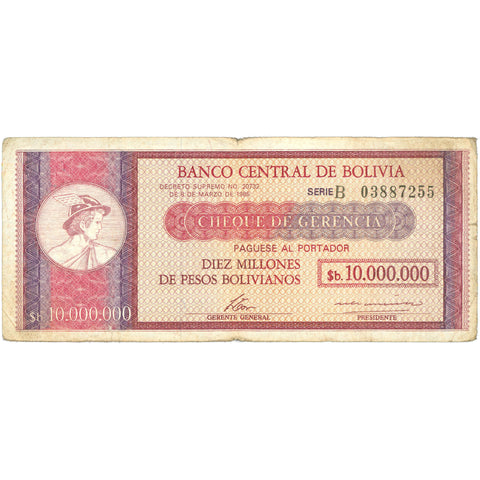 BANCO CENTRAL DE BOLIVIA
DECRETO SUPREMO NO. 20732
DE 8 DE MARZO DE 1985
SERIE B 03887255
CHEQUE DE GERENCIA
PAGUESE AL PORTADOR
DIEZ MILLONES
DE PESOS BOLIVIANOS
$b. 10.000.000
$b. 10.000.000
GERENTE GENERAL
PRESIDENTE